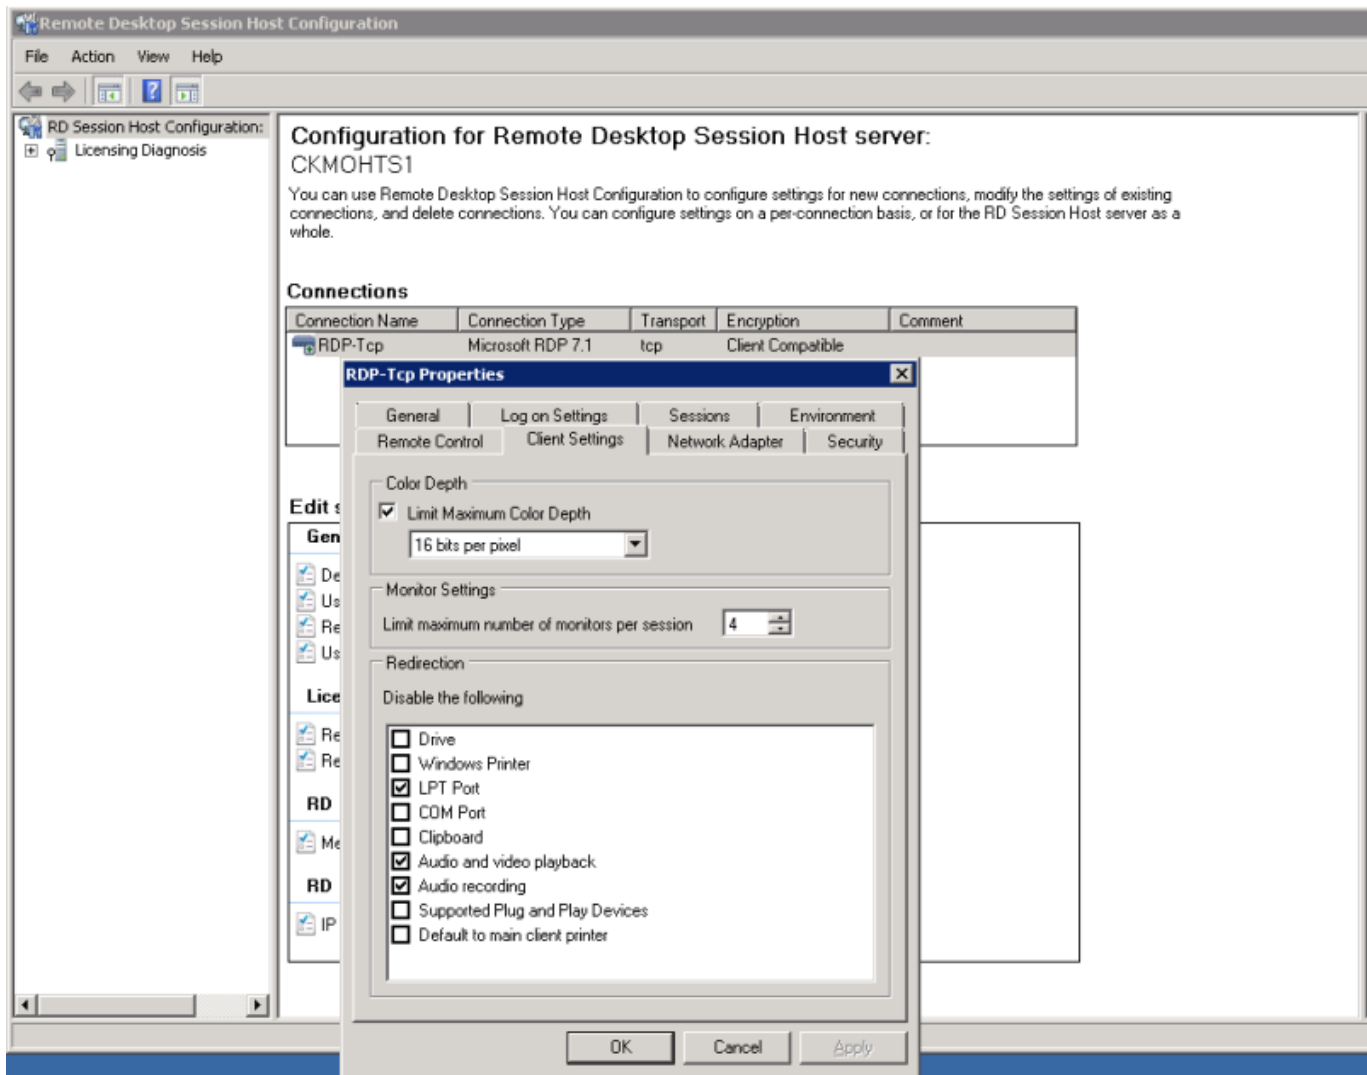 Remote Desktop Session Host Configuration
File Action View Help
RD Session Host Configuration:
Licensing Diagnosis
Configuration for Remote Desktop Session Host server:
CKMOHTS1
You can use Remote Desktop Session Host Configuration to configure settings for new connections, modify the settings of existing
connections, and delete connections. You can configure settings on a per-connection basis, or for the RD Session Host server as a
whole.
Connections
Connection Name Connection Type Transport Encryption Comment
RDP-Tcp Microsoft RDP 7.1 tcp Client Compatible
Edit s
Gen
De
Us
Re
Us
Lice
Re
Re
RD
Me
RD
IP
RDP-Tcp Properties
General Log on Settings Sessions Environment
Remote Control Client Settings Network Adapter Security
Color Depth
Limit Maximum Color Depth
16 bits per pixel
Monitor Settings
Limit maximum number of monitors per session 4
Redirection
Disable the following
Drive
Windows Printer
LPT Port
COM Port
Clipboard
Audio and video playback
Audio recording
Supported Plug and Play Devices
Default to main client printer
OK Cancel Apply